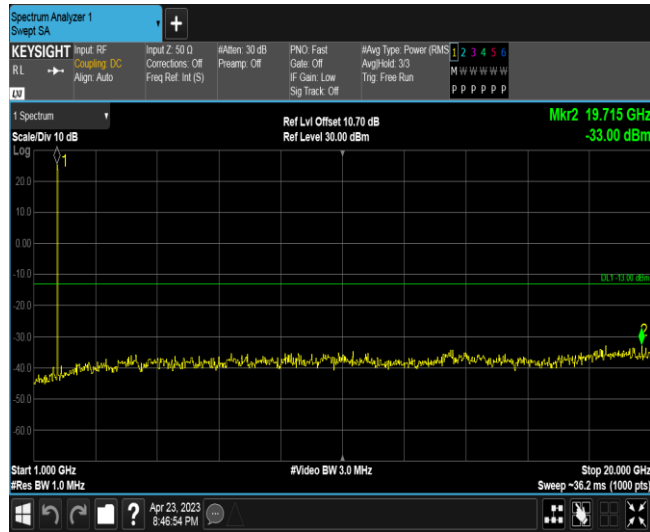 Spectrum Analyzer 1
Swept SA
+
KEYSIGHT Input: RF Input Z: 50 Ω #Atten: 30 dB PNO: Fast #Avg Type: Power (RMS 1 2 3 4 5 6
RL Coupling: DC Corrections: Off Preamp: Off Gate: Off Avg|Hold: 3/3 M W W W W W
Align: Auto Freq Ref: Int (S) IF Gain: Low Trig: Free Run
LXI Sig Track: Off P P P P P P
1 Spectrum Ref Lvl Offset 10.70 dB Mkr2 19.715 GHz
Scale/Div 10 dB Ref Level 30.00 dBm -33.00 dBm
Log
1
20.0
10.0
0.00
-10.0
DL1 -13.00 dBm
-20.0
-30.0
2
-40.0
-50.0
-60.0
Start 1.000 GHz #Video BW 3.0 MHz Stop 20.000 GHz
#Res BW 1.0 MHz Sweep ~36.2 ms (1000 pts)
? Apr 23, 2023
8:46:54 PM